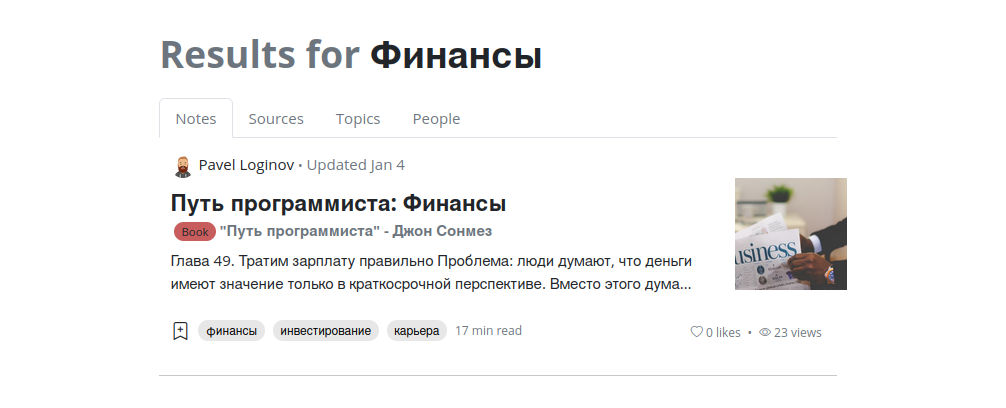 Results for Финансы
Notes Sources Topics People
Pavel Loginov • Updated Jan 4
Путь программиста: Финансы
Book "Путь программиста" - Джон Сонмез
Глава 49. Тратим зарплату правильно Проблема: люди думают, что деньги
имеют значение только в краткосрочной перспективе. Вместо этого дума...
usiness
финансы инвестирование карьера 17 min read
0 likes • 23 views